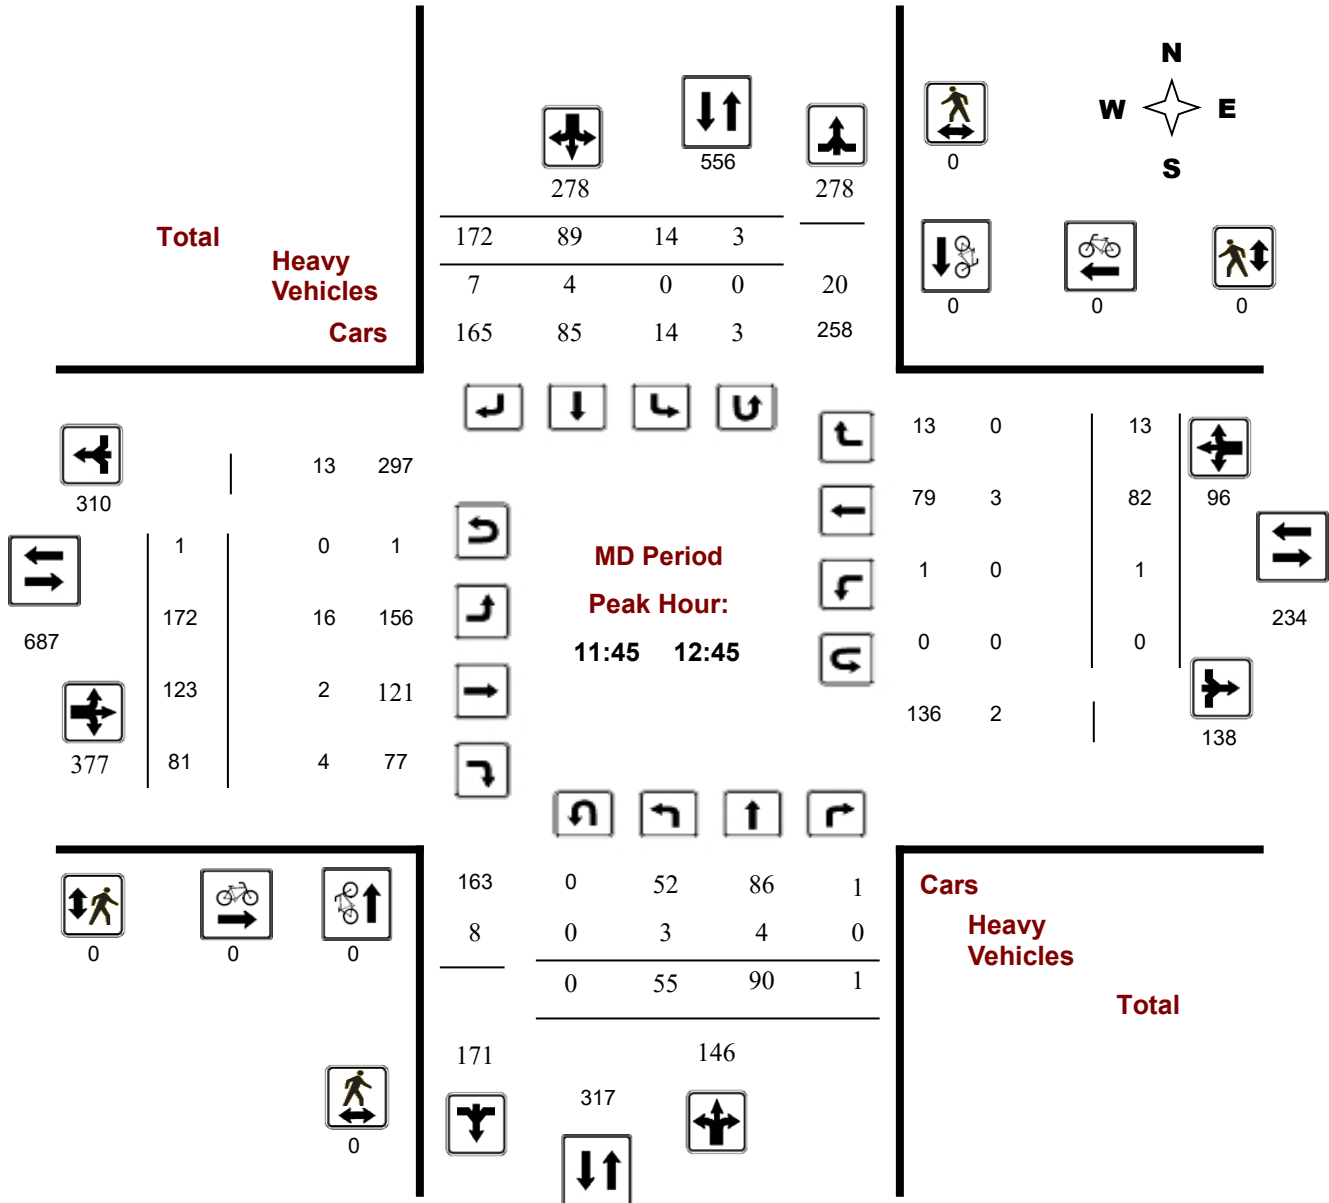 N
W E
S
0
556
278 278
Total 172 89 14 3
Heavy
Vehicles
7 4 0 0 20
Cars 165 85 14 3 258
0 0 0
13 0 13
13 297
310
79 3 82 96
1 0 1
MD Period
1 0 1
172 16 156
Peak Hour:
234
687
11:45 12:45
0 0 0
123 2 121
136 2
138
377 81 4 77
163 0 52 86 1
Cars
8 0 3 4 0
Heavy
Vehicles
0 0 0
0 55 90 1
Total
171 146
317
0